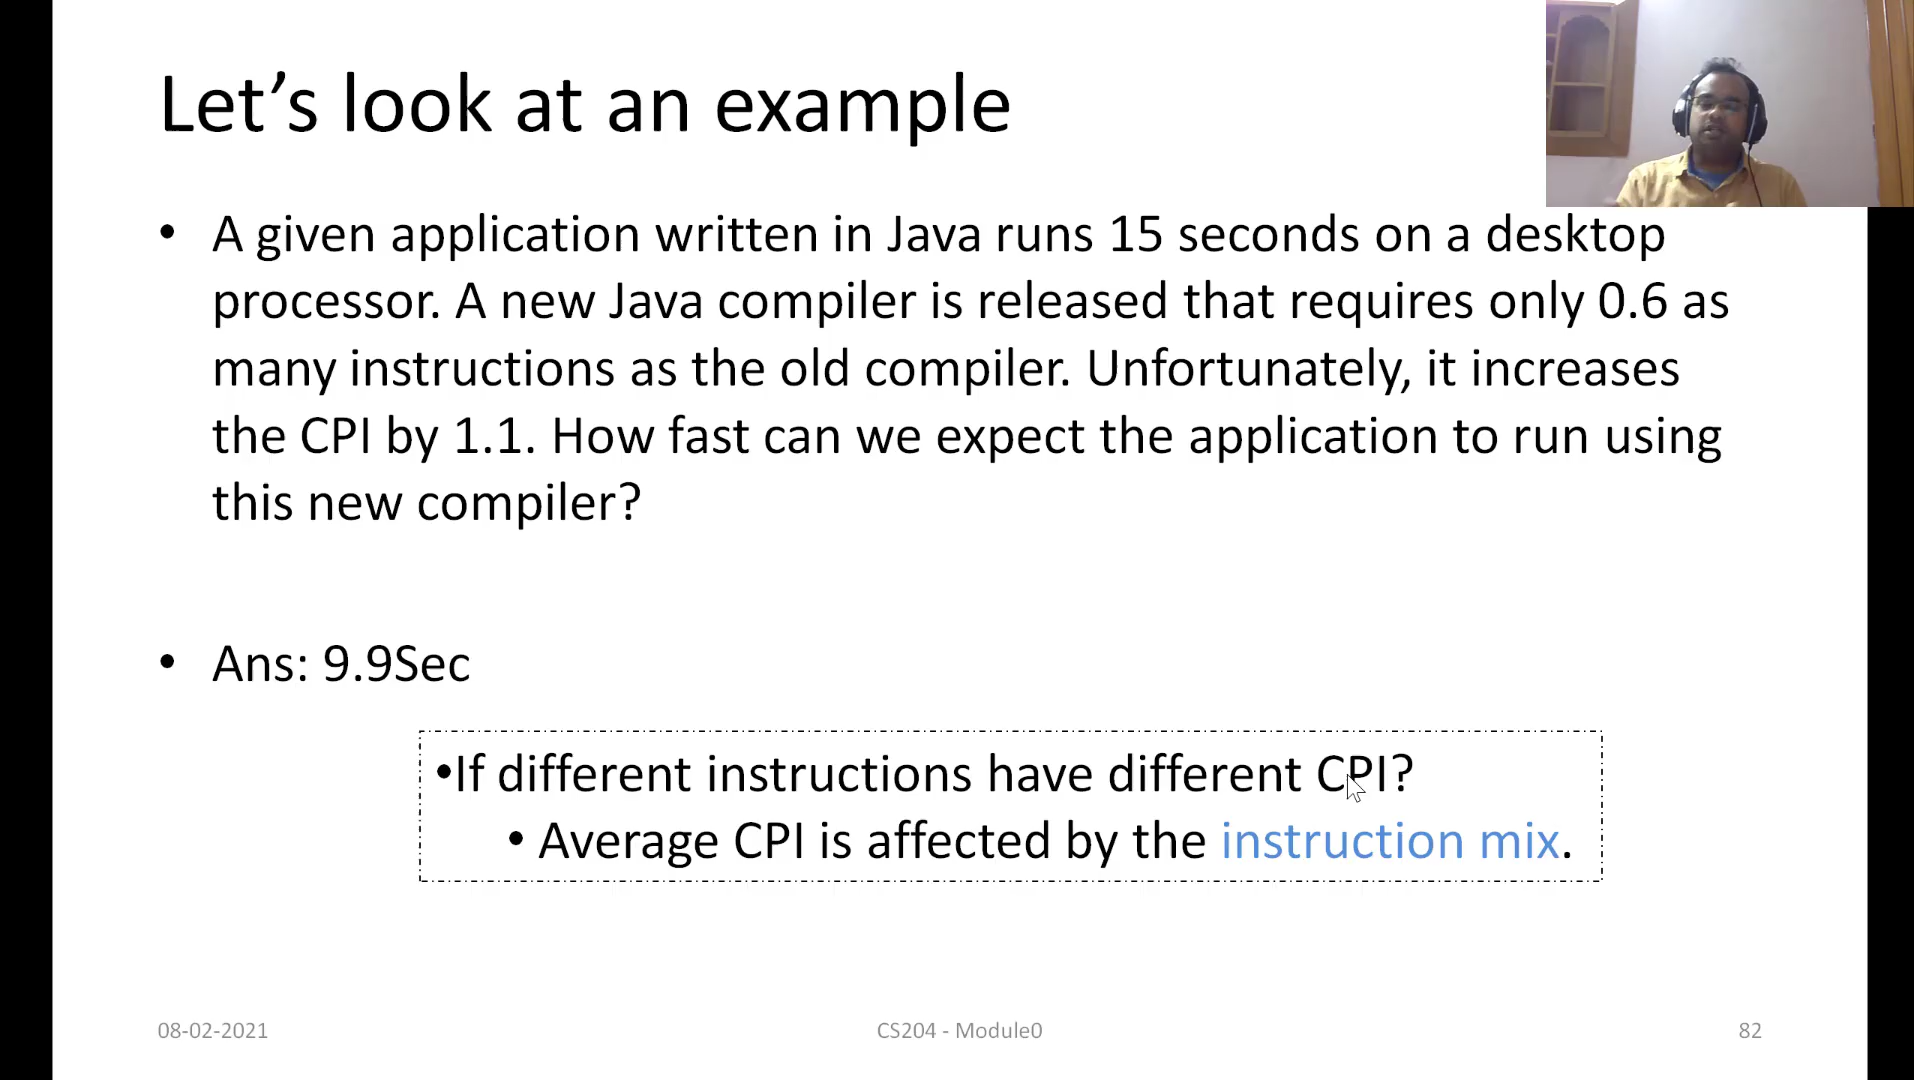 Let’s look at an example
• A given application written in Java runs 15 seconds on a desktop
processor. A new Java compiler is released that requires only 0.6 as
many instructions as the old compiler. Unfortunately, it increases
the CPI by 1.1. How fast can we expect the application to run using
this new compiler?
• Ans: 9.9Sec
•If different instructions have different CPI?
• Average CPI is affected by the instruction mix.
08-02-2021
CS204 - Module0
82